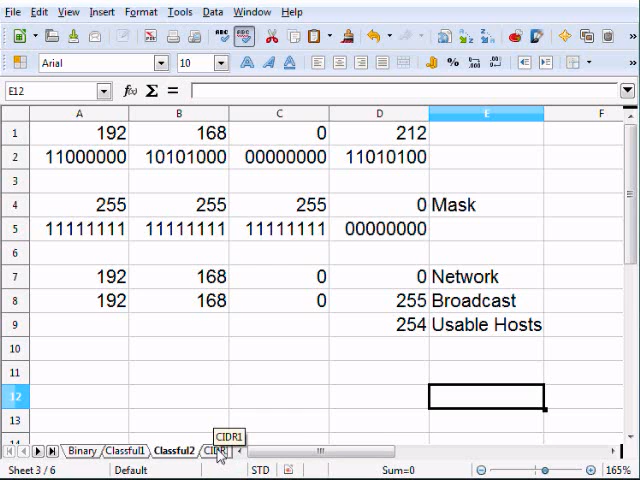 File Edit View Insert Format Tools Data Window Help
Arial 10
E12
A B C D E F
1 192 168 0 212
2 11000000 10101000 00000000 11010100
3
4 255 255 255 0 Mask
5 11111111 11111111 11111111 00000000
6
7 192 168 0 0 Network
8 192 168 0 255 Broadcast
9 254 Usable Hosts
10
11
12
13
CIDR1
Binary Classful1 Classful2 CIDR
Sheet 3 / 6 Default STD Sum=0 165%